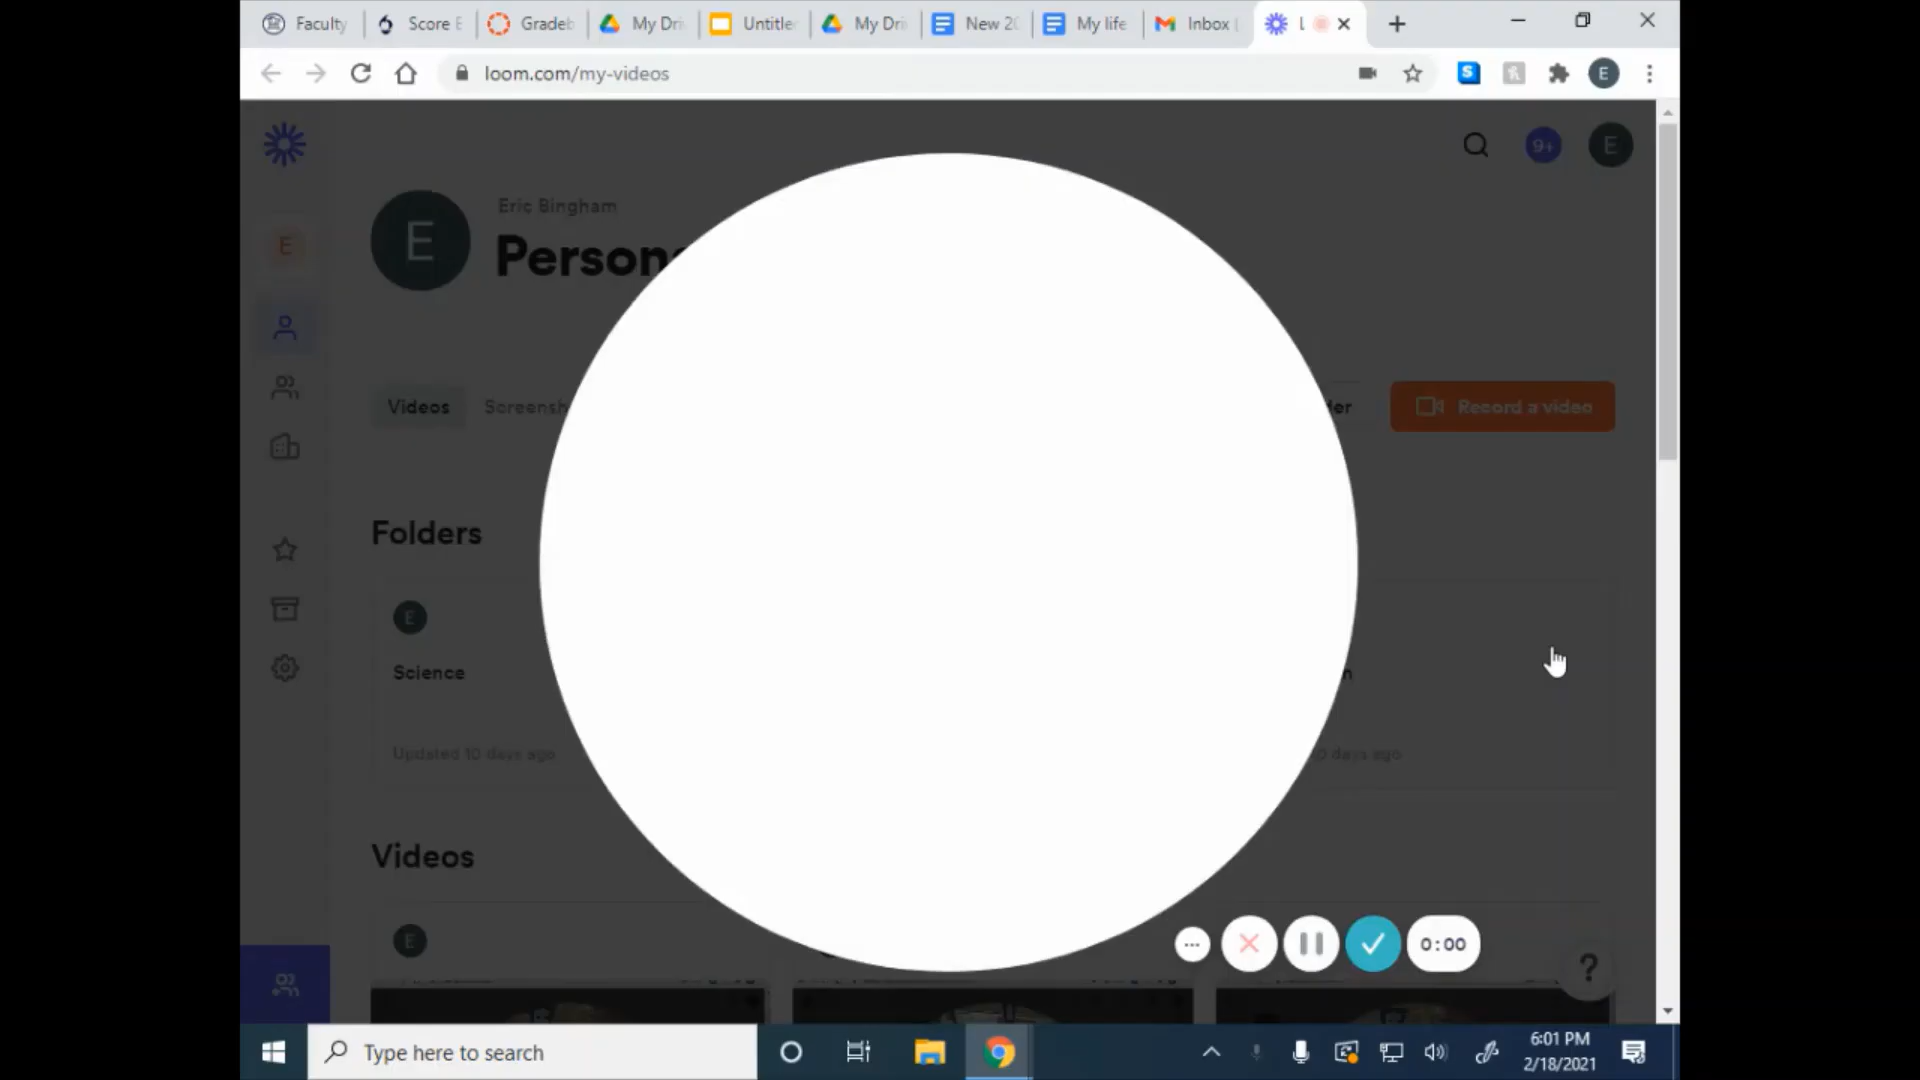 Faculty
Score E
Gradeb
My Dri
Untitle
My Dri
New 20
My life
Inbox (
L
loom.com/my-videos
S
E
9+
E
E
Eric Bingham
E
Person
Videos
Screensh
der
Record a video
Folders
E
Science
Updated 10 days ago
0 days ago
Videos
E
0:00
?
Type here to search
6:01 PM
2/18/2021